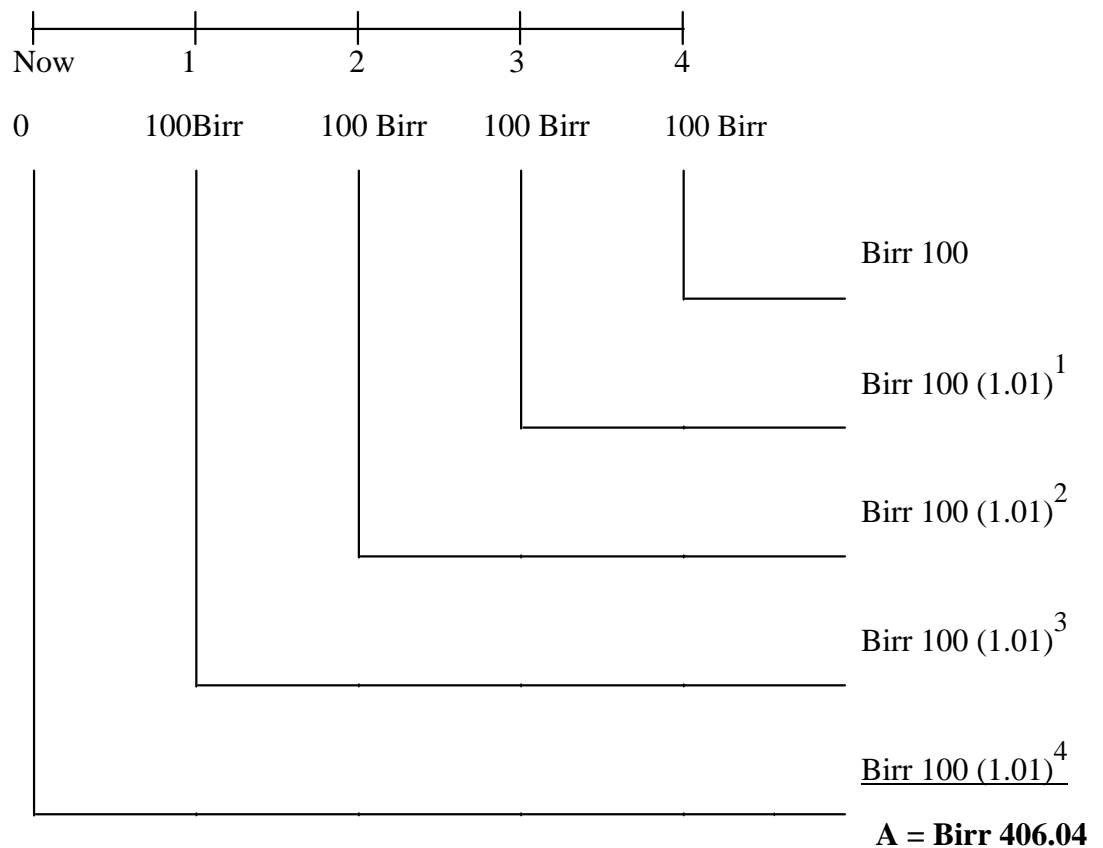 Now 1 2 3 4
0 100Birr 100 Birr 100 Birr 100 Birr
Birr 100
Birr 100 (1.01)^1
Birr 100 (1.01)^2
Birr 100 (1.01)^3
Birr 100 (1.01)^4
A = Birr 406.04